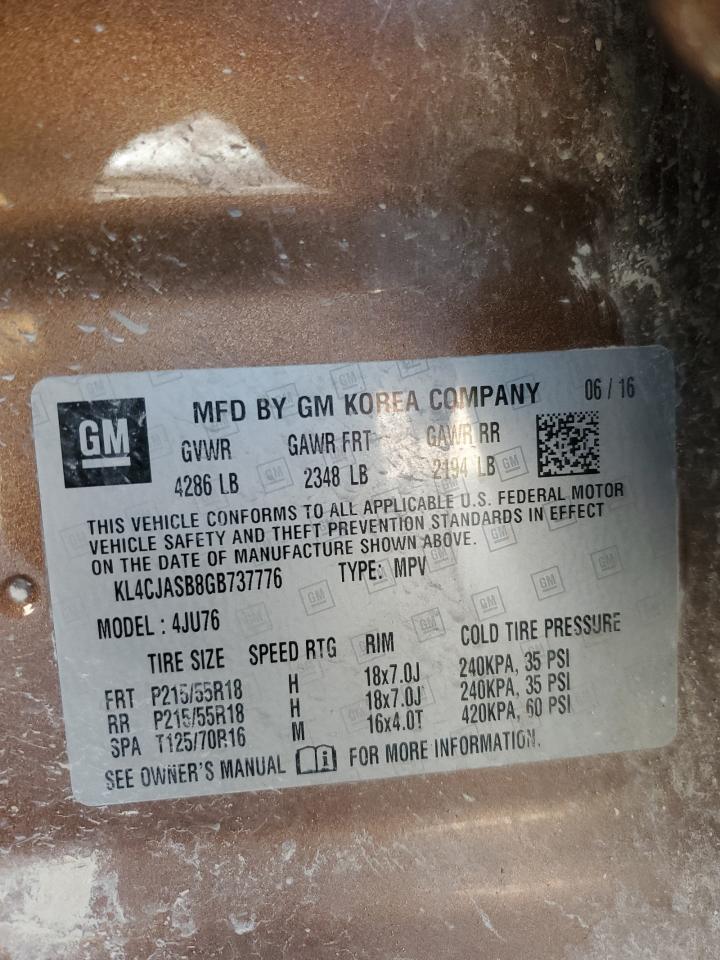 GM
MFD BY GM KOREA COMPANY 06 / 16
GVWR GAWR FRT GAWR RR
4286 LB 2348 LB 2194 LB
THIS VEHICLE CONFORMS TO ALL APPLICABLE U.S. FEDERAL MOTOR
VEHICLE SAFETY AND THEFT PREVENTION STANDARDS IN EFFECT
ON THE DATE OF MANUFACTURE SHOWN ABOVE.
KL4CJASB8GB737776 TYPE: MPV
MODEL : 4JU76
TIRE SIZE SPEED RTG RIM COLD TIRE PRESSURE
FRT P215/55R18 H 18x7.0J 240KPA, 35 PSI
RR P215/55R18 H 18x7.0J 240KPA, 35 PSI
SPA T125/70R16 M 16x4.0T 420KPA, 60 PSI
SEE OWNER'S MANUAL i FOR MORE INFORMATION.